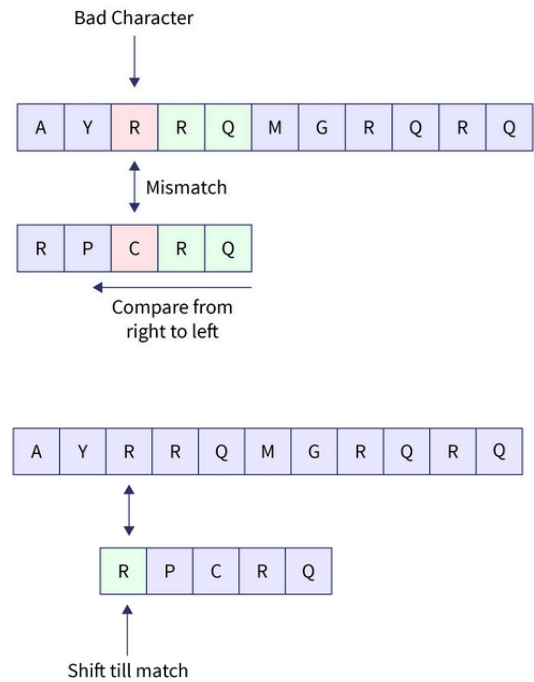 Bad Character
A Y R R Q M G R Q R Q
Mismatch
R P C R Q
Compare from
right to left
A Y R R Q M G R Q R Q
R P C R Q
Shift till match